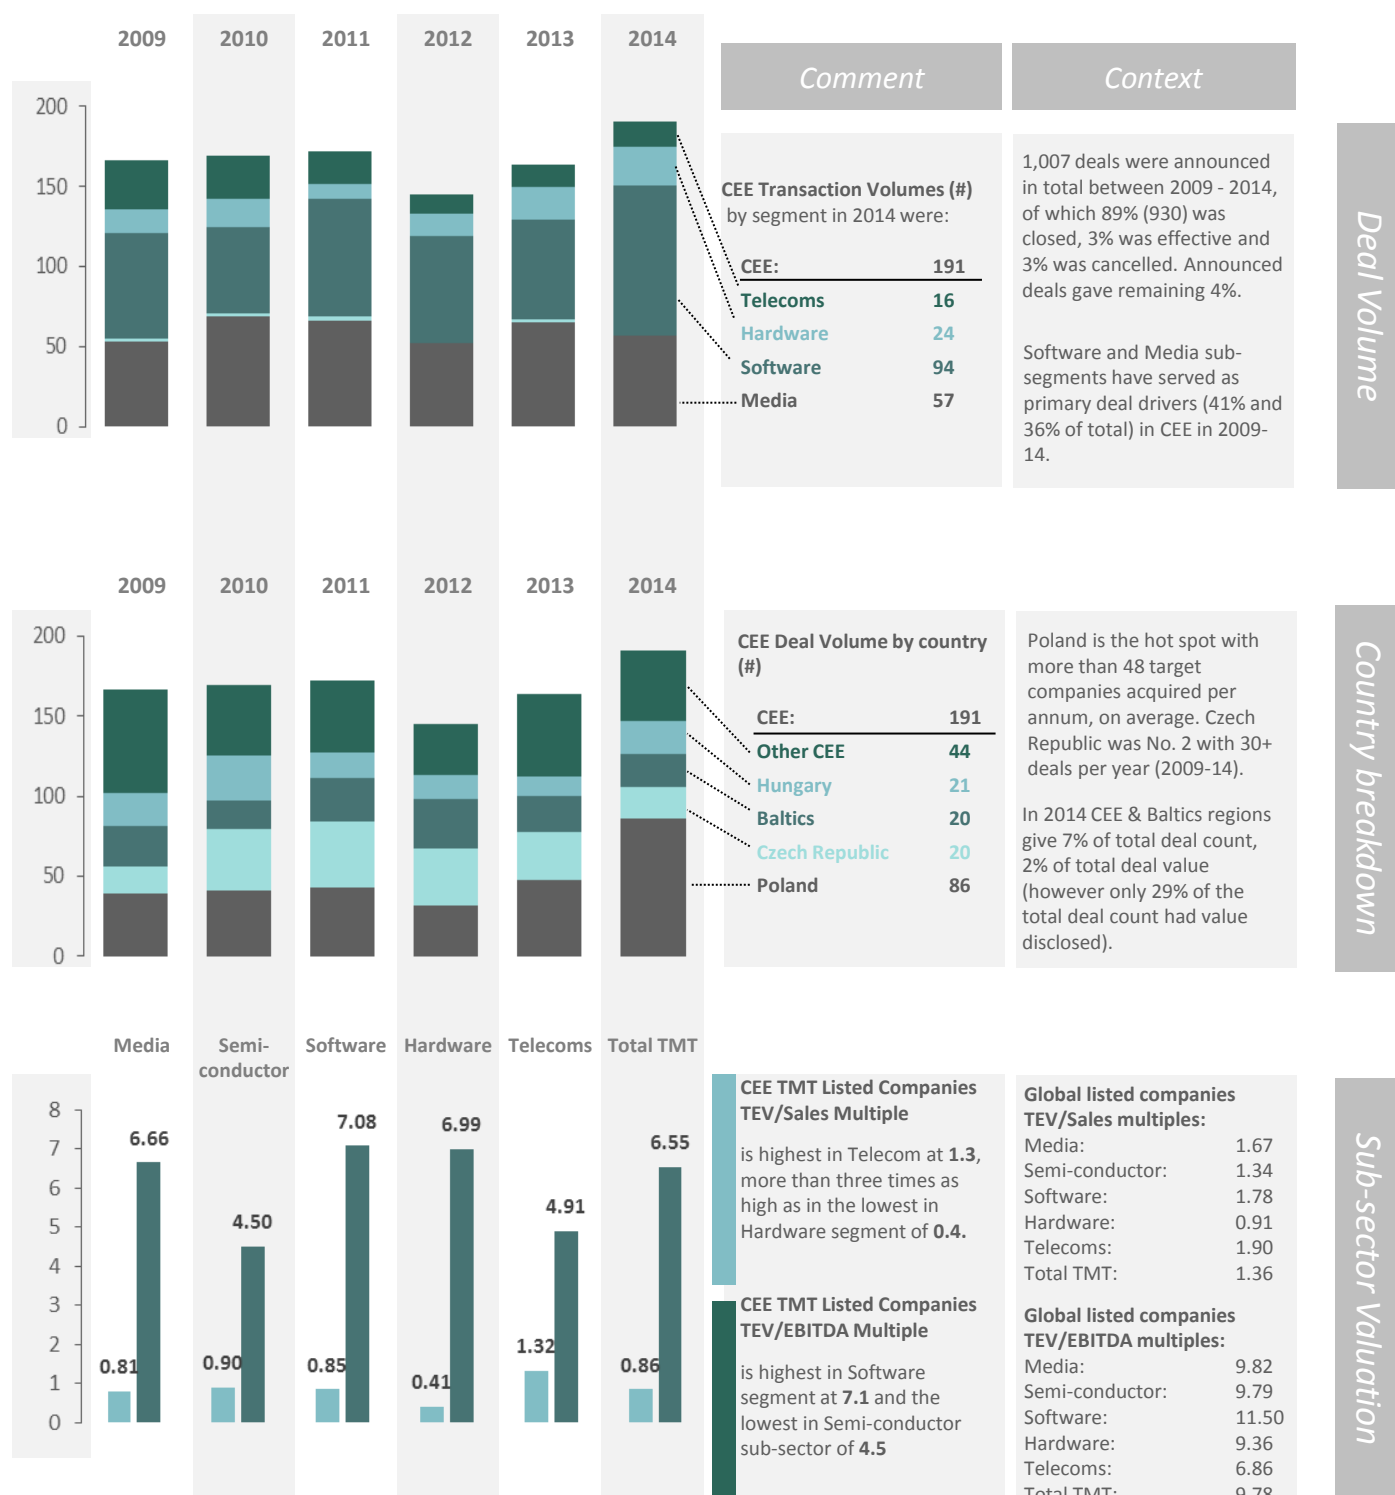 2009 2010 2011 2012 2013 2014
Comment
Context
200
150
100
50
0
CEE Transaction Volumes (#)
by segment in 2014 were:
CEE: 191
Telecoms 16
Hardware 24
Software 94
Media 57
1,007 deals were announced
in total between 2009 - 2014,
of which 89% (930) was
closed, 3% was effective and
3% was cancelled. Announced
deals gave remaining 4%.
Software and Media sub-
segments have served as
primary deal drivers (41% and
36% of total) in CEE in 2009-
14.
Deal Volume
2009 2010 2011 2012 2013 2014
200
150
100
50
0
CEE Deal Volume by country
(#)
CEE: 191
Other CEE 44
Hungary 21
Baltics 20
Czech Republic 20
Poland 86
Poland is the hot spot with
more than 48 target
companies acquired per
annum, on average. Czech
Republic was No. 2 with 30+
deals per year (2009-14).
In 2014 CEE & Baltics regions
give 7% of total deal count,
2% of total deal value
(however only 29% of the
total deal count had value
disclosed).
Country breakdown
Media Semi- Software Hardware Telecoms Total TMT
conductor
8
7
6
5
4
3
2
1
0
0.81 6.66
0.90 4.50
0.85 7.08
0.41 6.99
1.32 4.91
0.86 6.55
CEE TMT Listed Companies
TEV/Sales Multiple
is highest in Telecom at 1.3,
more than three times as
high as in the lowest in
Hardware segment of 0.4.
CEE TMT Listed Companies
TEV/EBITDA Multiple
is highest in Software
segment at 7.1 and the
lowest in Semi-conductor
sub-sector of 4.5
Global listed companies
TEV/Sales multiples:
Media: 1.67
Semi-conductor: 1.34
Software: 1.78
Hardware: 0.91
Telecoms: 1.90
Total TMT: 1.36
Global listed companies
TEV/EBITDA multiples:
Media: 9.82
Semi-conductor: 9.79
Software: 11.50
Hardware: 9.36
Telecoms: 6.86
Total TMT: 9.78
Sub-sector Valuation